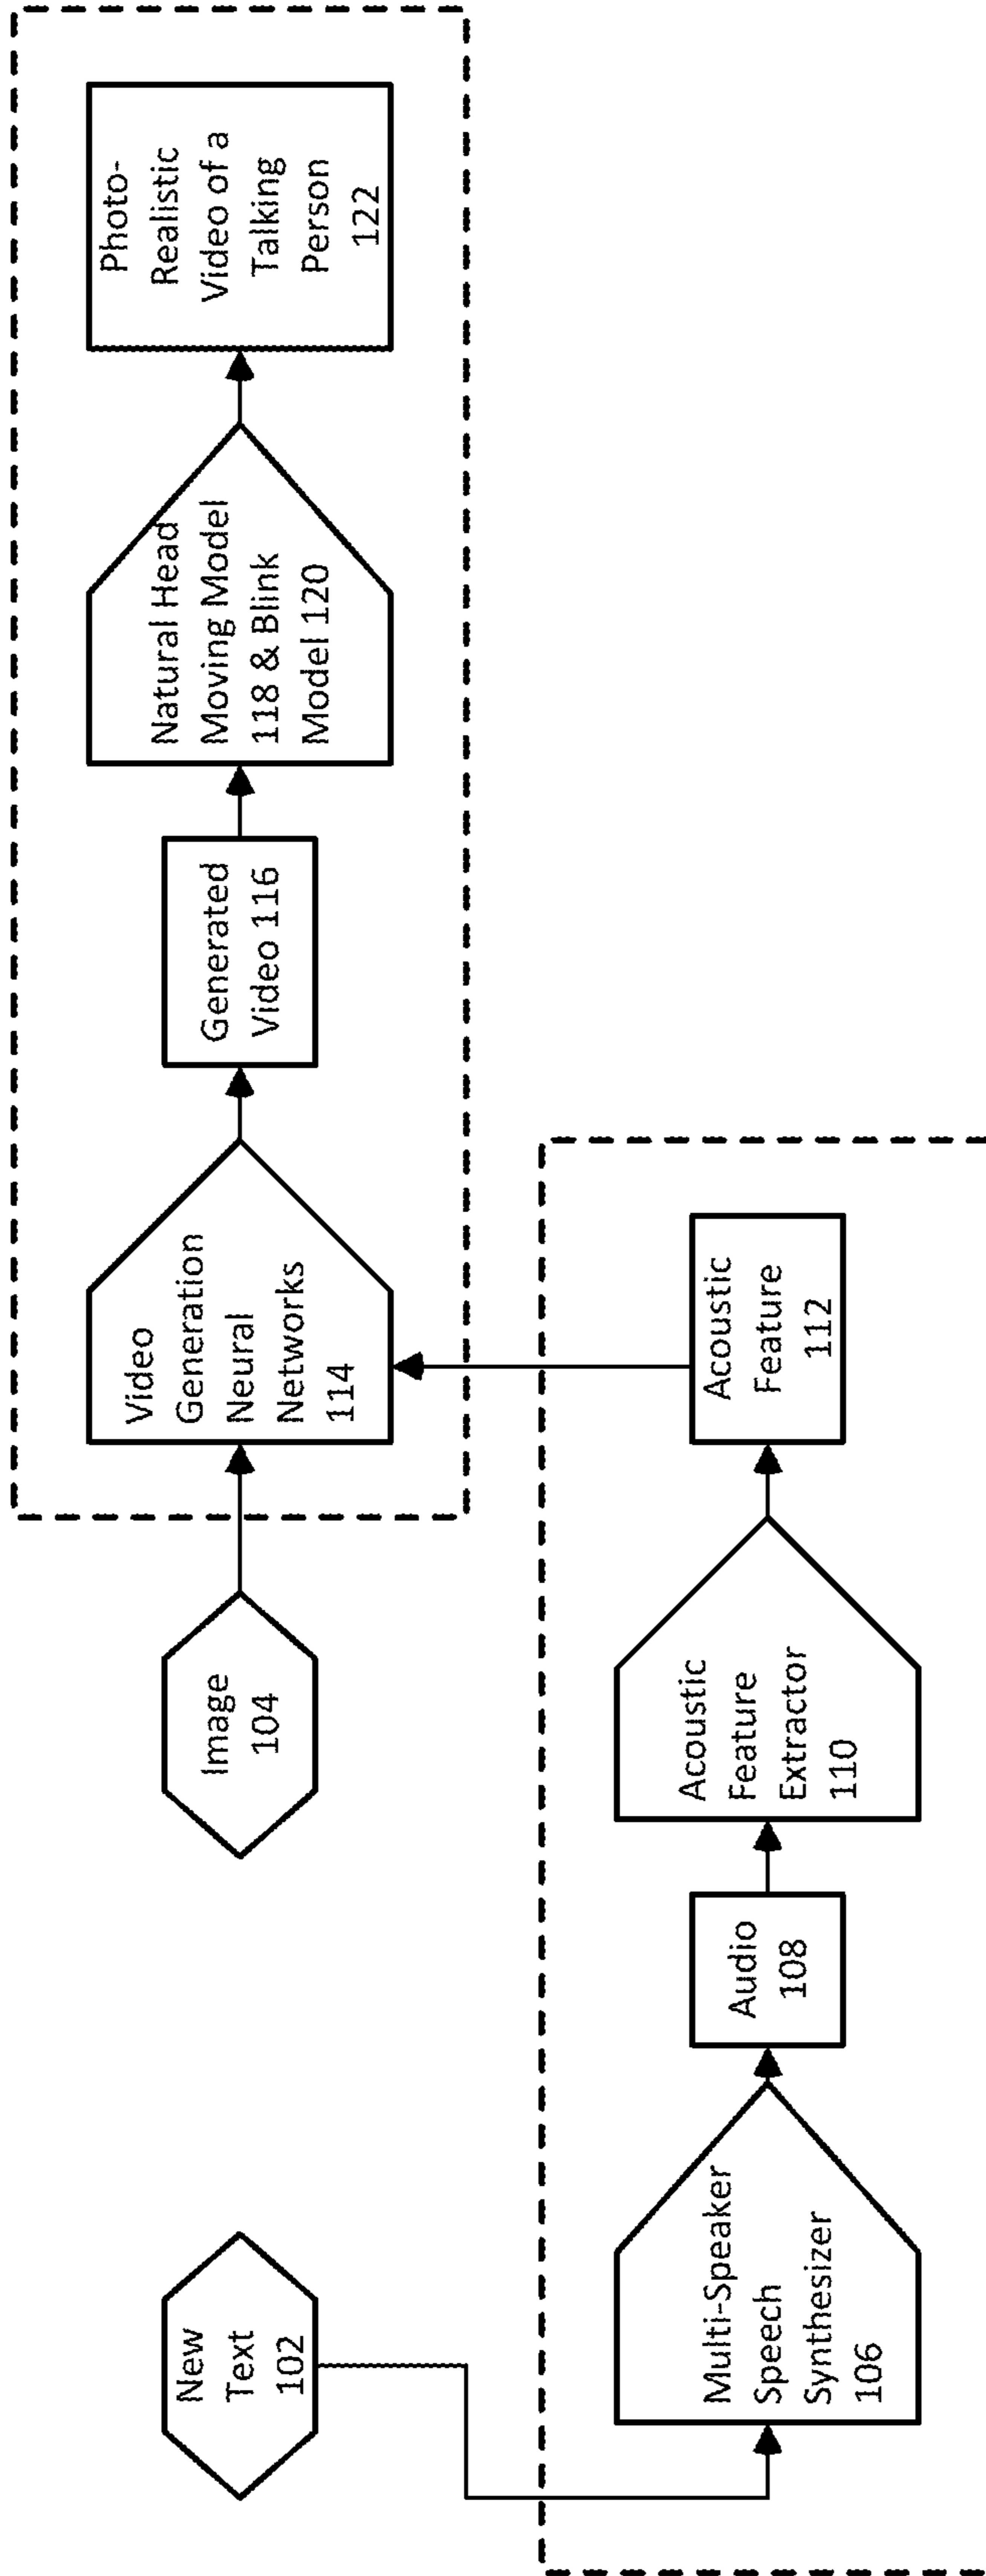 New
Text
102
Image
104
Video
Generation
Neural
Networks
114
Generated
Video 116
Natural Head
Moving Model
118 & Blink
Model 120
Photo-
Realistic
Video of a
Talking
Person
122
Multi-Speaker
Speech
Synthesizer
106
Audio
108
Acoustic
Feature
Extractor
110
Acoustic
Feature
112